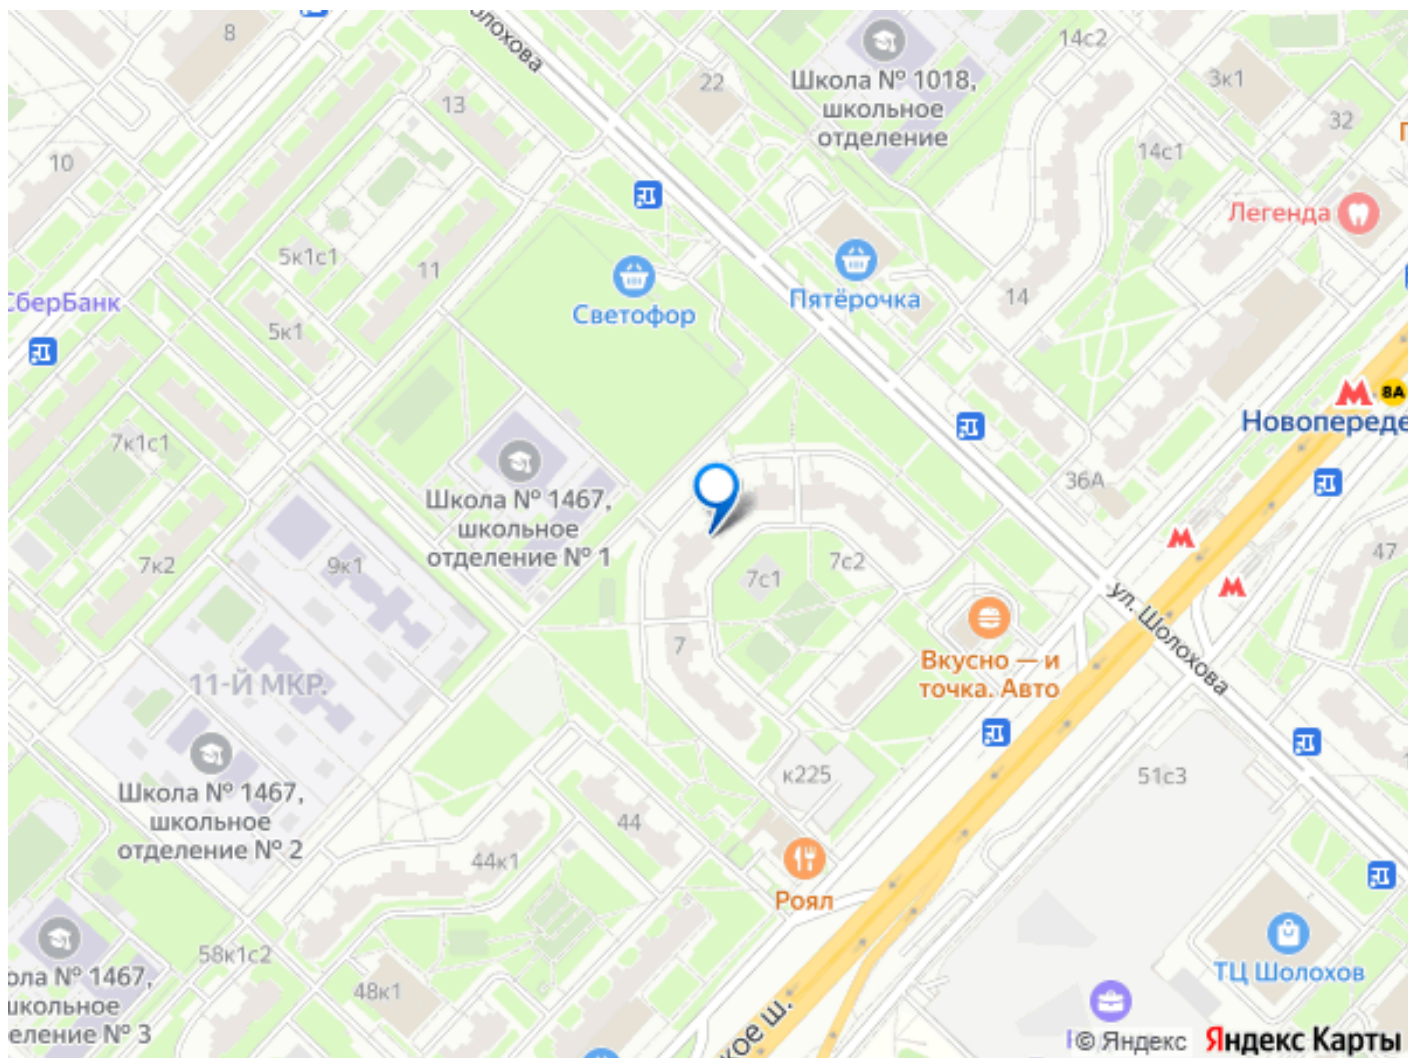 8
олохова
13
22
Школа № 1018,
школьное
отделение
14с2
3к1
32
10
14с1
Легенда
5к1с1
11
СберБанк
Светофор
Пятёрочка
14
5к1
8А
Новопереде
7к1с1
Школа № 1467,
школьное
отделение № 1
36А
7к2
9к1
7с1
7с2
47
ул. Шолохова
7
Вкусно — и
точка. Авто
11-Й МКР.
к225
51с3
Школа № 1467,
школьное
отделение № 2
44
44к1
Роял
58к1с2
ола № 1467,
школьное
еление № 3
48к1
ТЦ Шолохов
кое ш.
© Яндекс Яндекс Карты